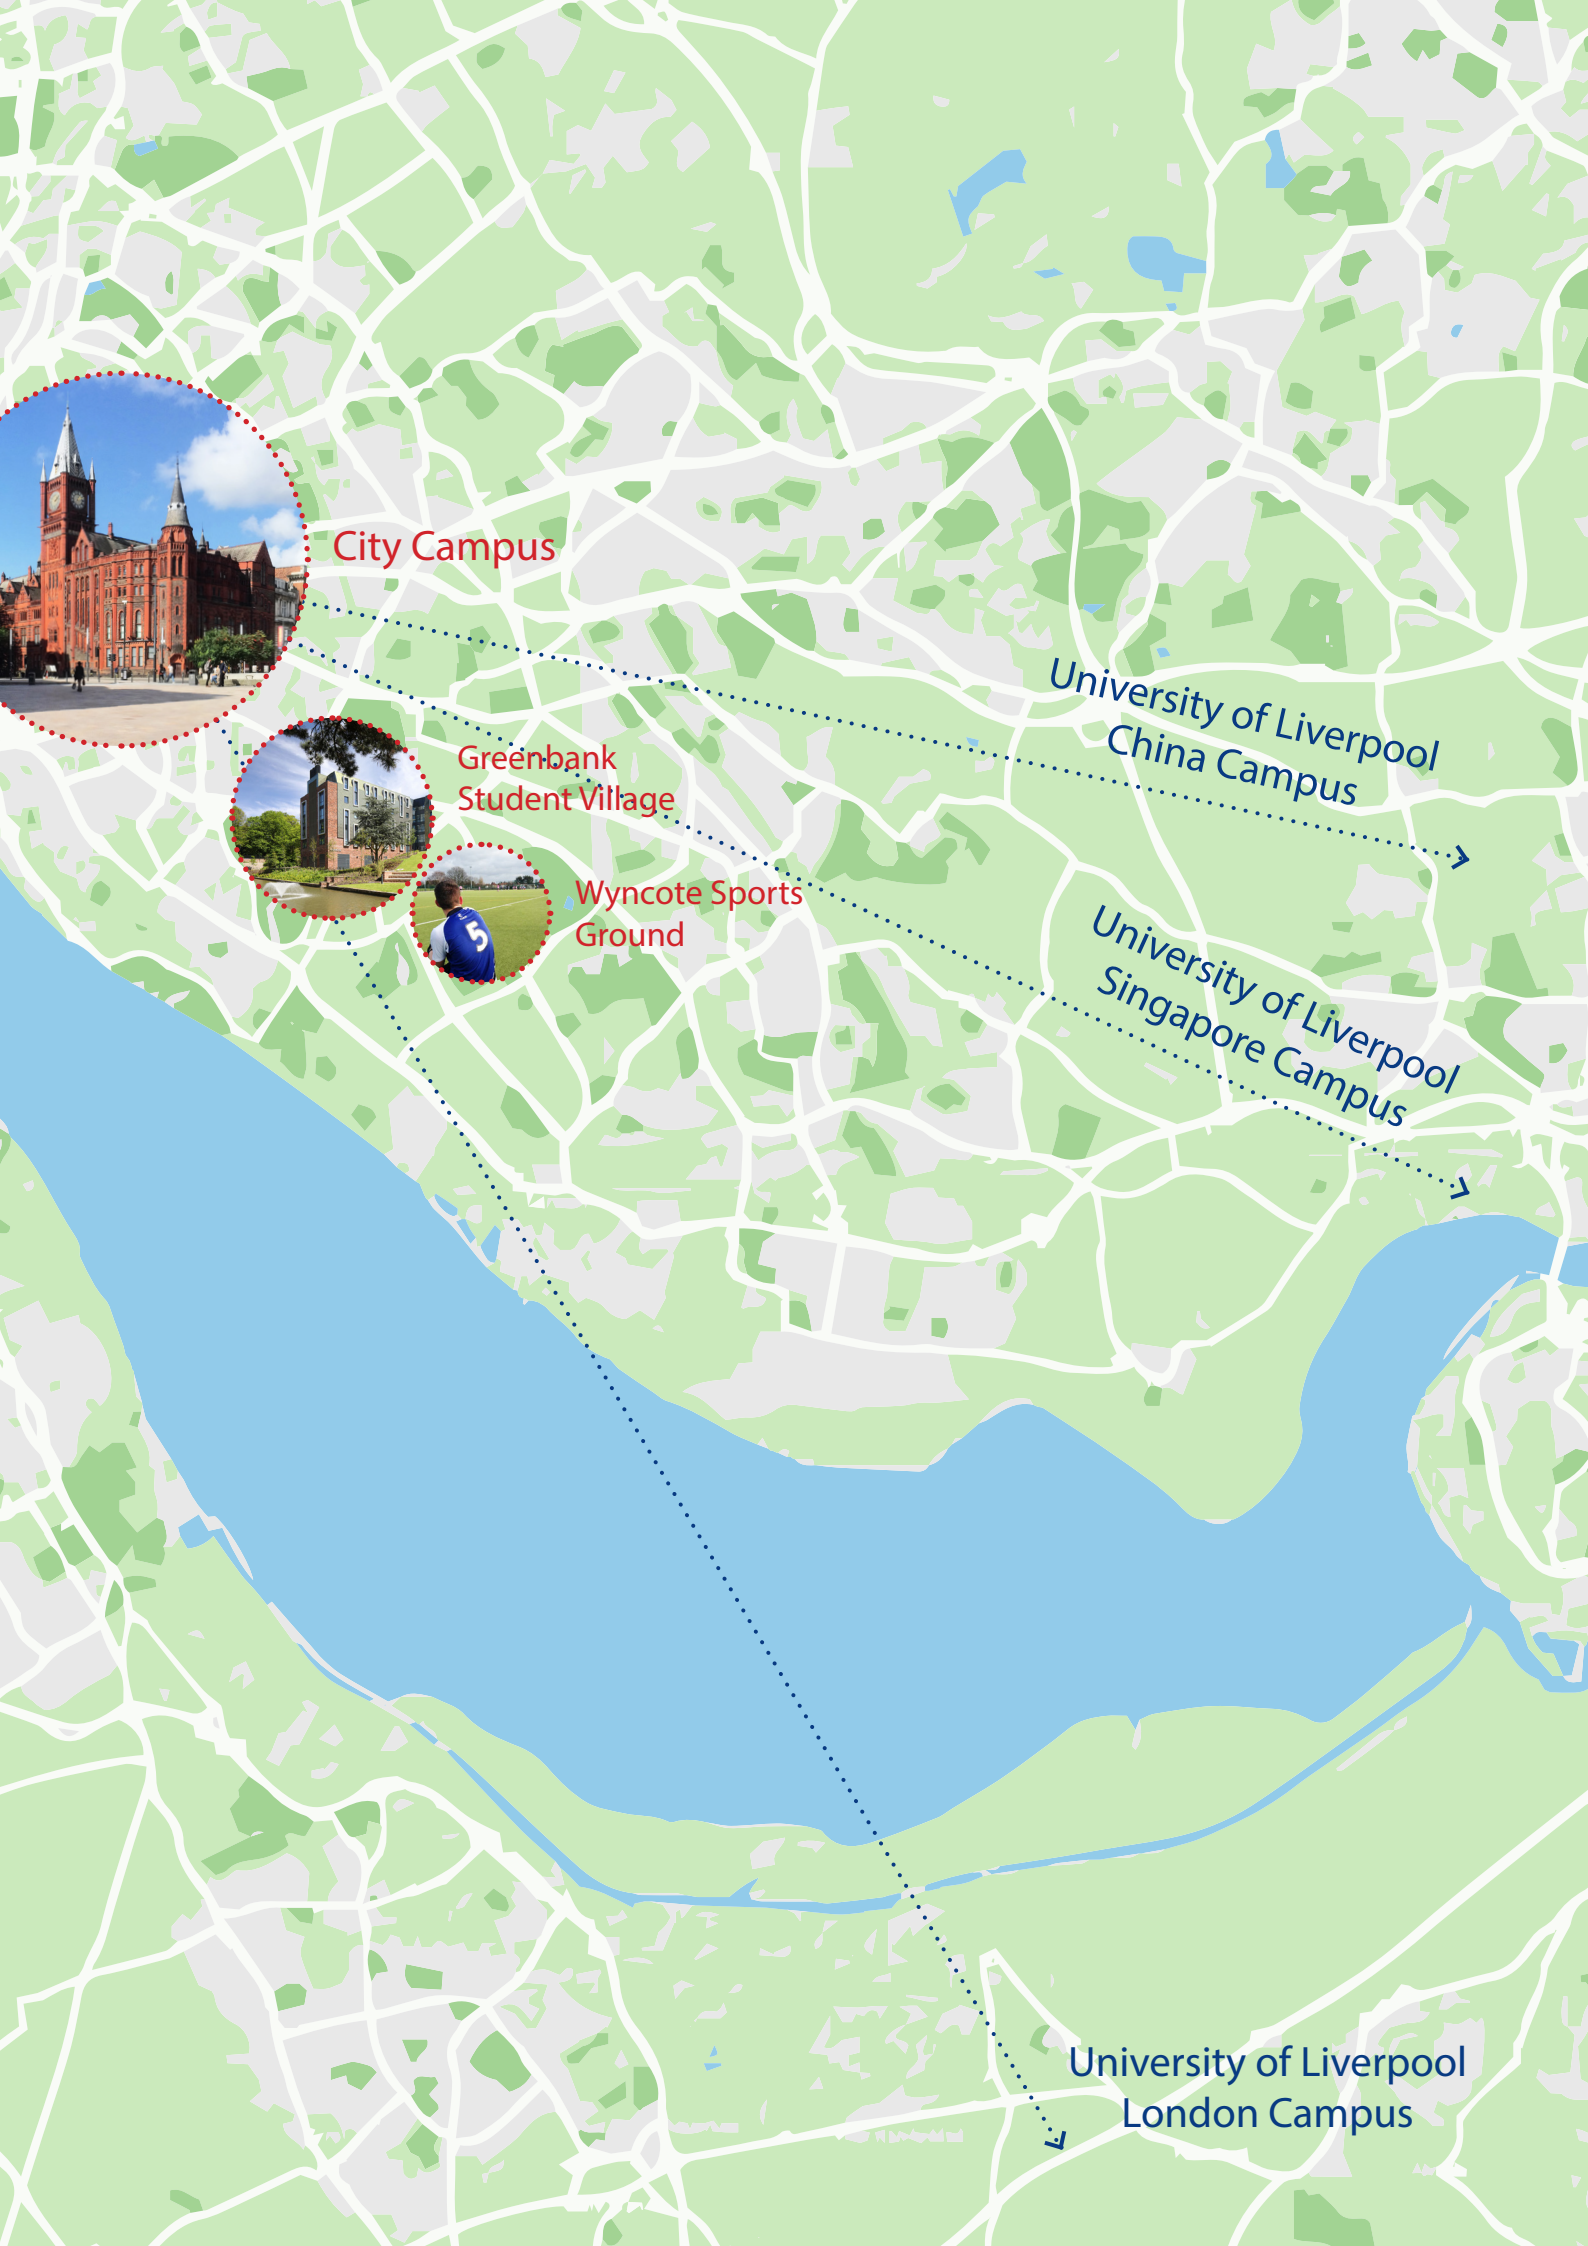 City Campus
University of Liverpool
China Campus
Greenbank
Student Village
Wyncote Sports
Ground
5
University of Liverpool
Singapore Campus
University of Liverpool
London Campus